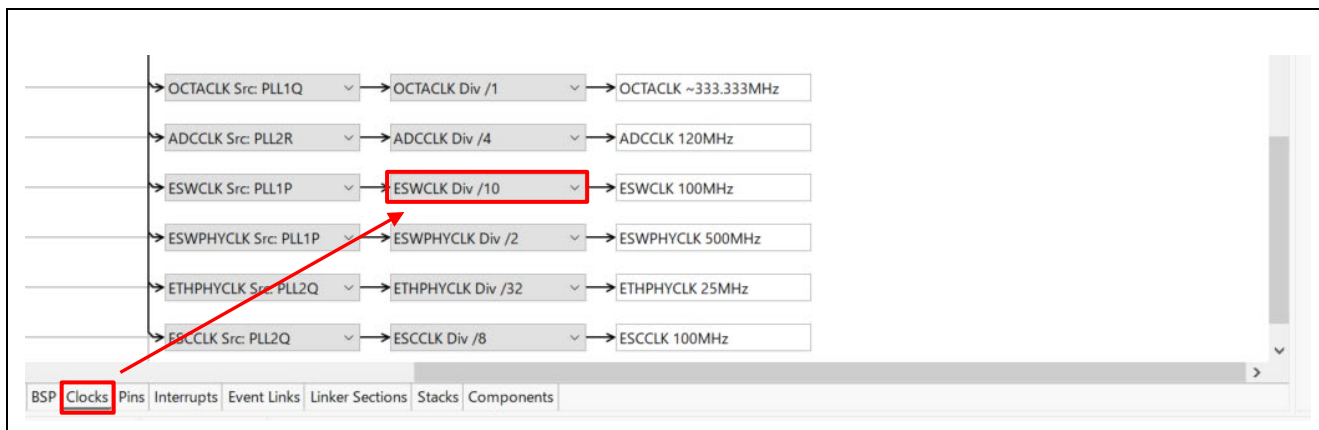 OCTACLK Src: PLL1Q OCTACLK Div /1 OCTACLK ~333.333MHz
ADCCLK Src: PLL2R ADCCLK Div /4 ADCCLK 120MHz
ESWCLK Src: PLL1P ESWCLK Div /10 ESWCLK 100MHz
ESWPHYCLK Src: PLL1P ESWPHYCLK Div /2 ESWPHYCLK 500MHz
ETHPHYCLK Src: PLL2Q ETHPHYCLK Div /32 ETHPHYCLK 25MHz
ESCCLK Src: PLL2Q ESCCLK Div /8 ESCCLK 100MHz
BSP Clocks Pins Interrupts Event Links Linker Sections Stacks Components